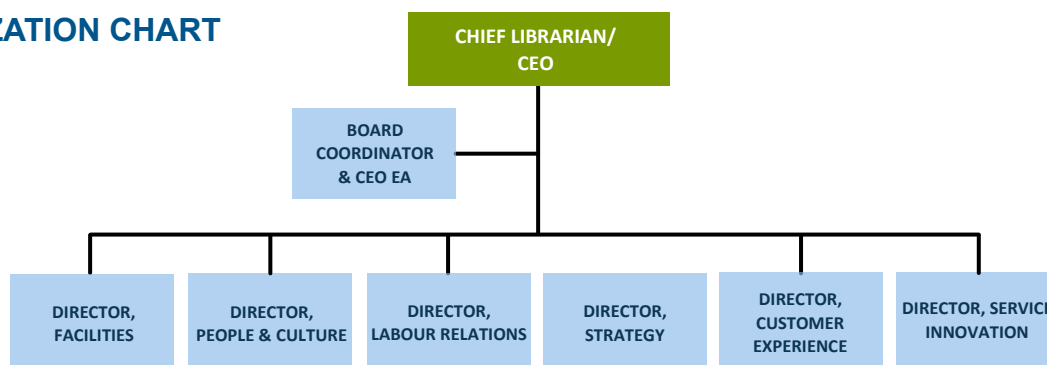 ZATION CHART
CHIEF LIBRARIAN/
CEO
BOARD
COORDINATOR
& CEO EA
DIRECTOR,
FACILITIES
DIRECTOR,
PEOPLE & CULTURE
DIRECTOR,
LABOUR RELATIONS
DIRECTOR,
STRATEGY
DIRECTOR,
CUSTOMER
EXPERIENCE
DIRECTOR, SERVICE
INNOVATION